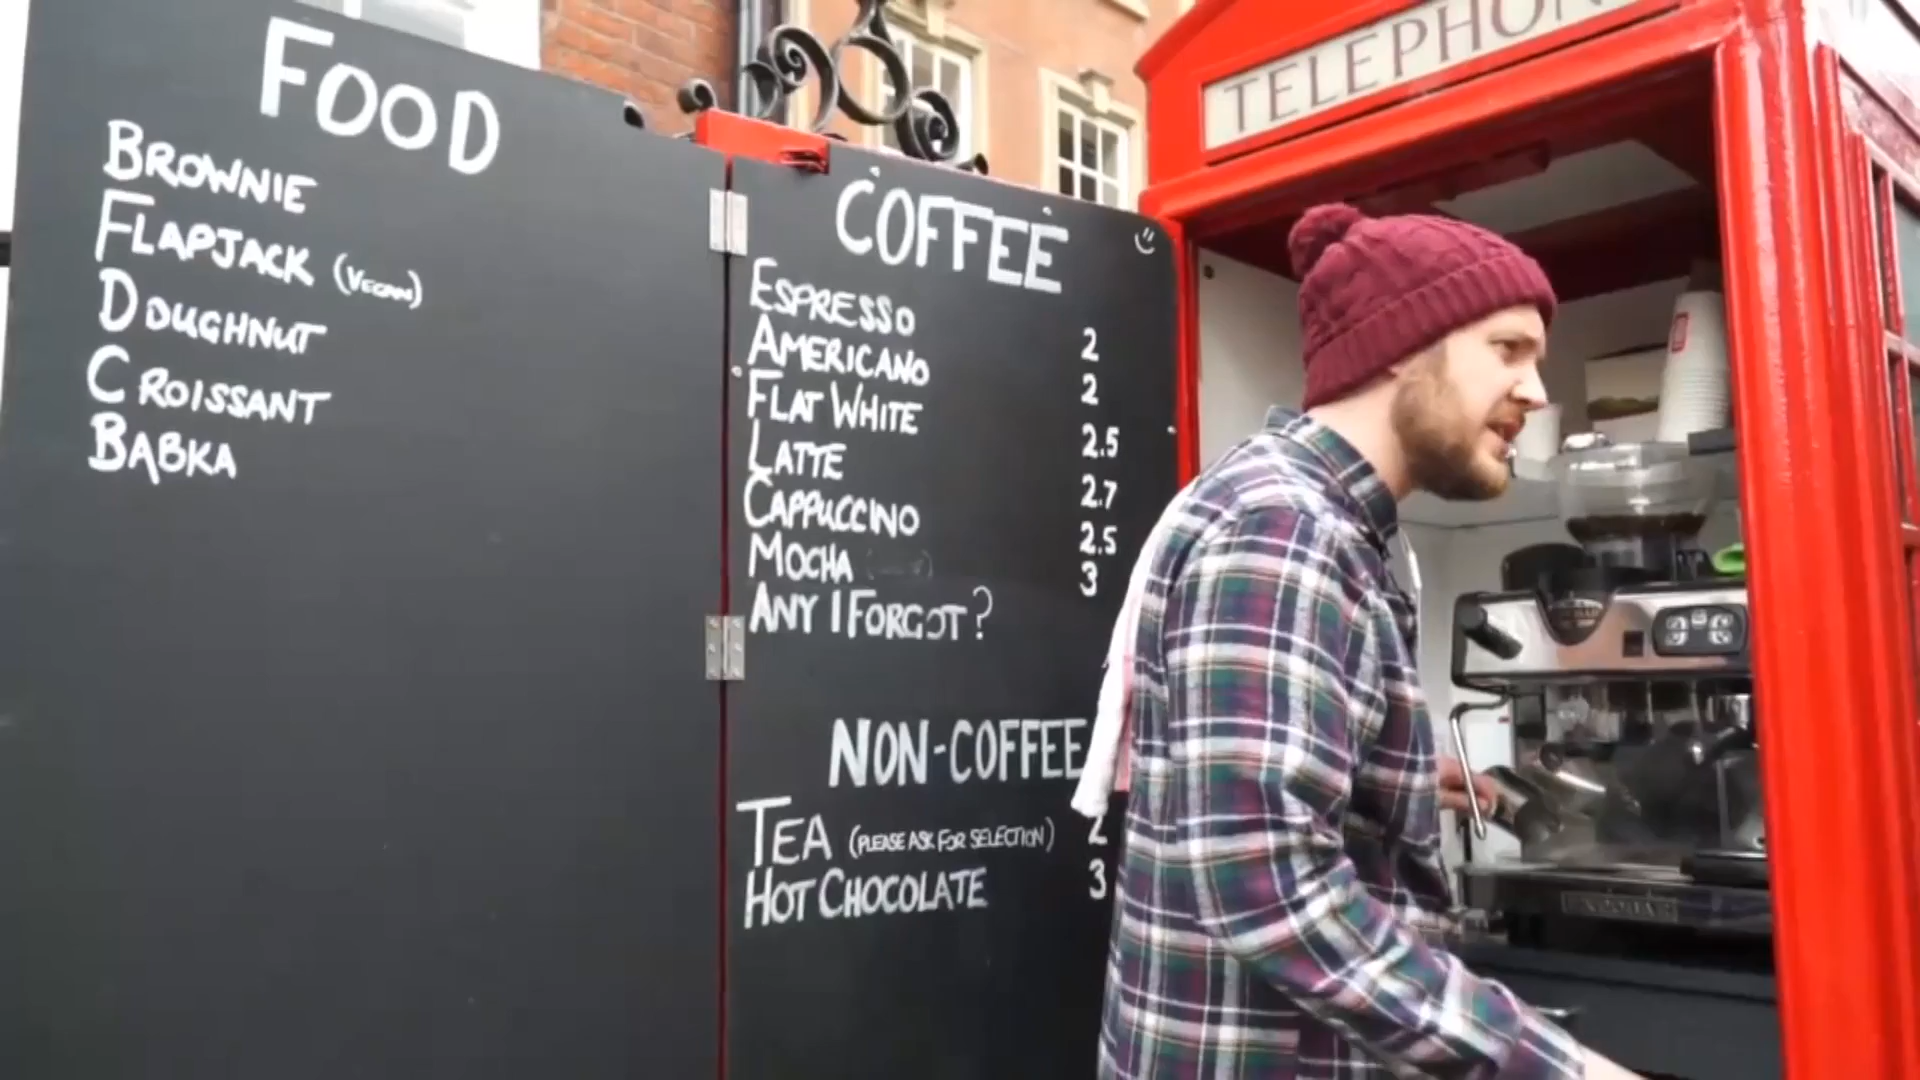 FOOD
BROWNIE
FLAPJACK (VEGAN)
DOUGHNUT
CROISSANT
BABKA
COFFEE
ESPRESSO 2
AMERICANO 2
FLAT WHITE 2.5
LATTE 2.7
CAPPUCCINO 2.5
MOCHA 3
ANY I FORGOT?
NON-COFFEE
TEA (PLEASE ASK FOR SELECTION) 2
HOT CHOCOLATE 3
TELEPHON